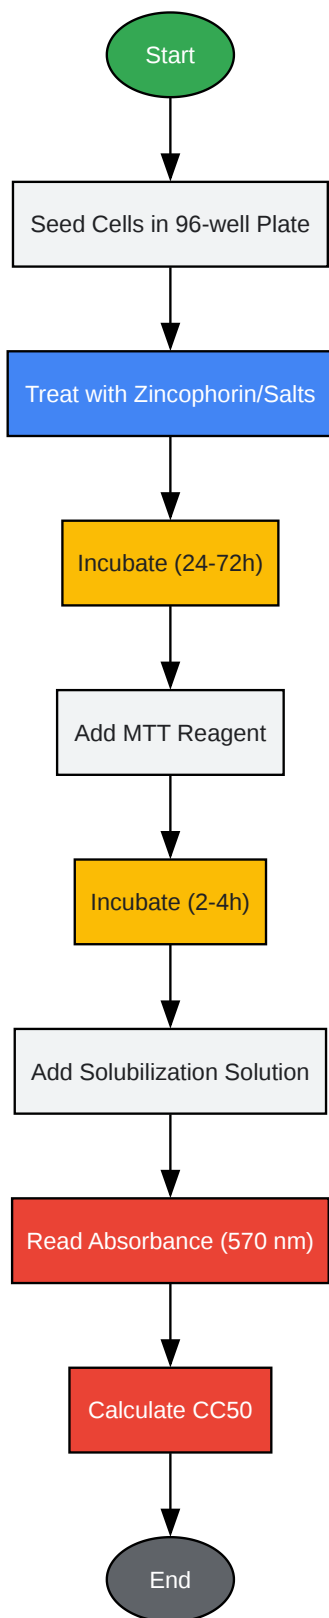 Start
Seed Cells in 96-well Plate
Treat with Zincophorin/Salts
Incubate (24-72h)
Add MTT Reagent
Incubate (2-4h)
Add Solubilization Solution
Read Absorbance (570 nm)
Calculate CC50
End